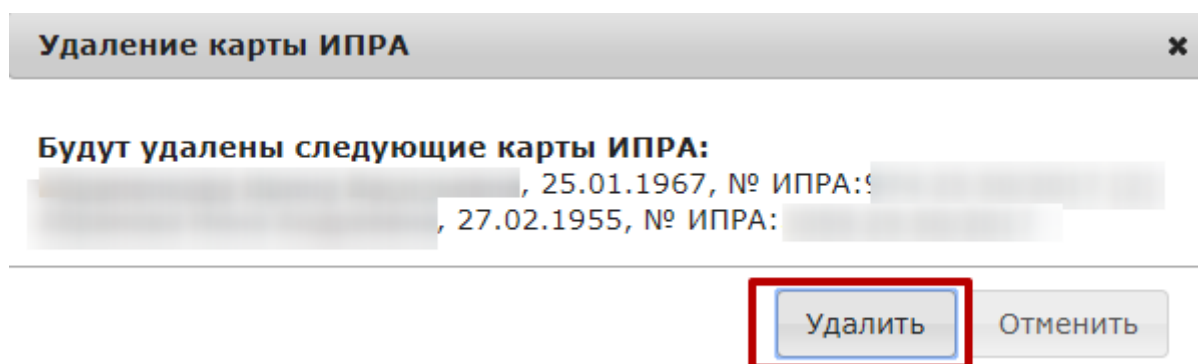 Удаление карты ИПРА
Будут удалены следующие карты ИПРА:
, 25.01.1967, № ИПРА:
, 27.02.1955, № ИПРА:
Удалить
Отменить